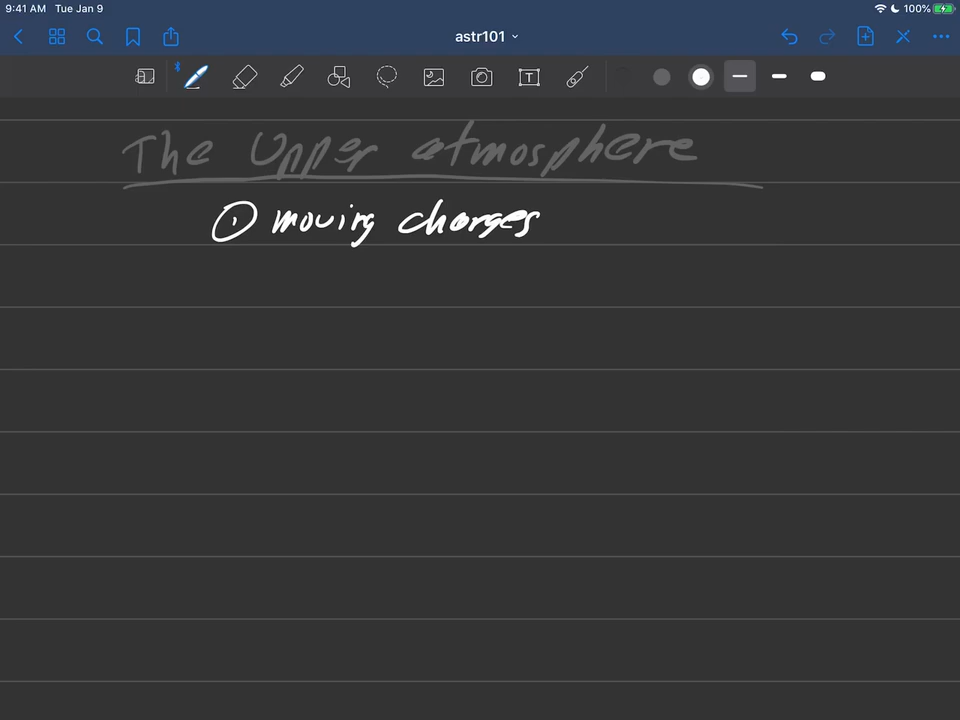 9:41 AM Tue Jan 9 100%
astr101
T
The Upper atmosphere
1 moving charges